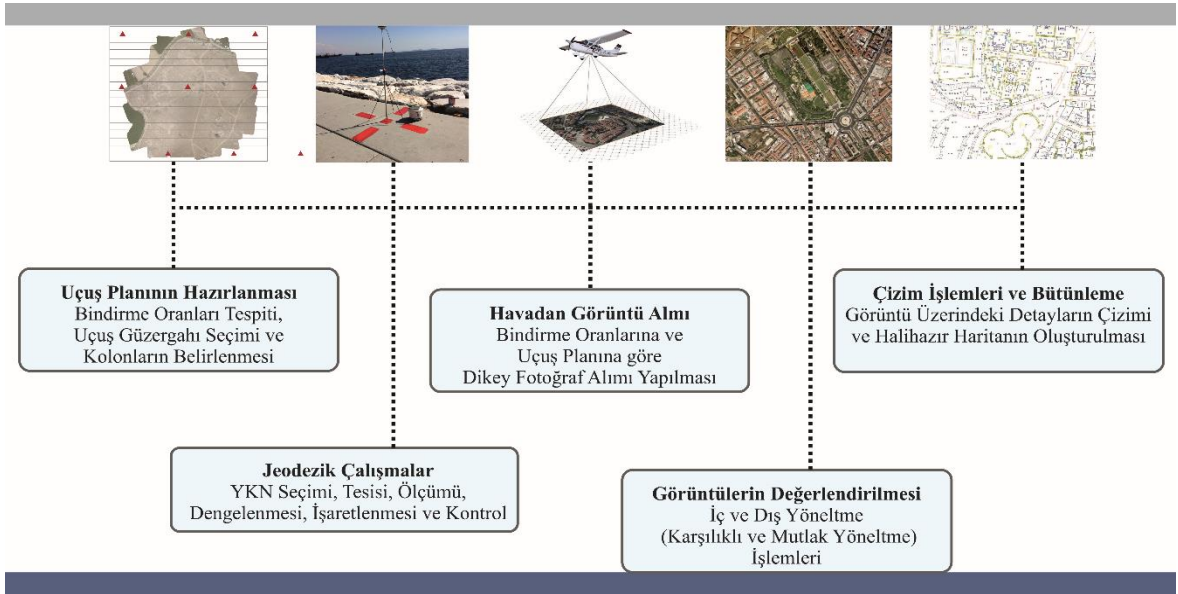 Uçuş Planının Hazırlanması
Bindirme Oranları Tespiti,
Uçuş Güzergahı Seçimi ve
Kolonların Belirlenmesi
Jeodezik Çalışmalar
YKN Seçimi, Tesisi, Ölçümü,
Dengelenmesi, İşaretlenmesi ve Kontrol
Havadan Görüntü Almı
Bindirme Oranlarına ve
Uçuş Planına göre
Dikey Fotoğraf Alımı Yapılması
Görüntülerin Değerlendirilmesi
İç ve Dış Yöneltme
(Karşılıklı ve Mutlak Yöneltme)
İşlemleri
Çizim İşlemleri ve Bütünleme
Görüntü Üzerindeki Detayların Çizimi
ve Halihazır Haritanın Oluşturulması